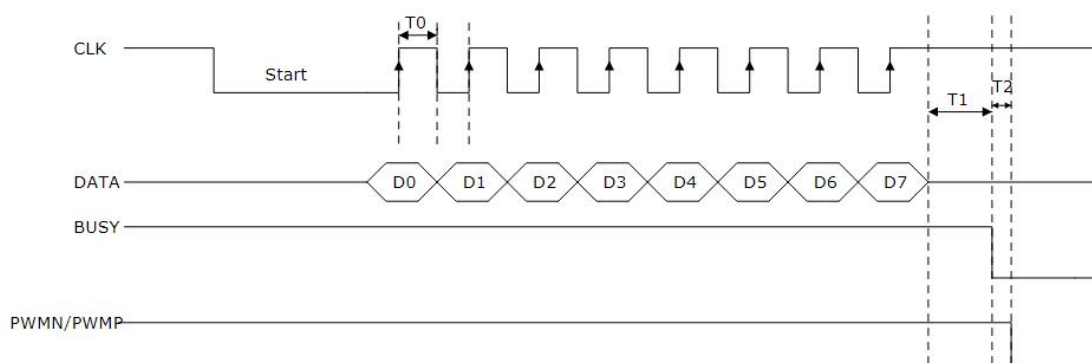 T0
CLK
Start
T1
T2
DATA
D0 D1 D2 D3 D4 D5 D6 D7
BUSY
PWMN/PWMP